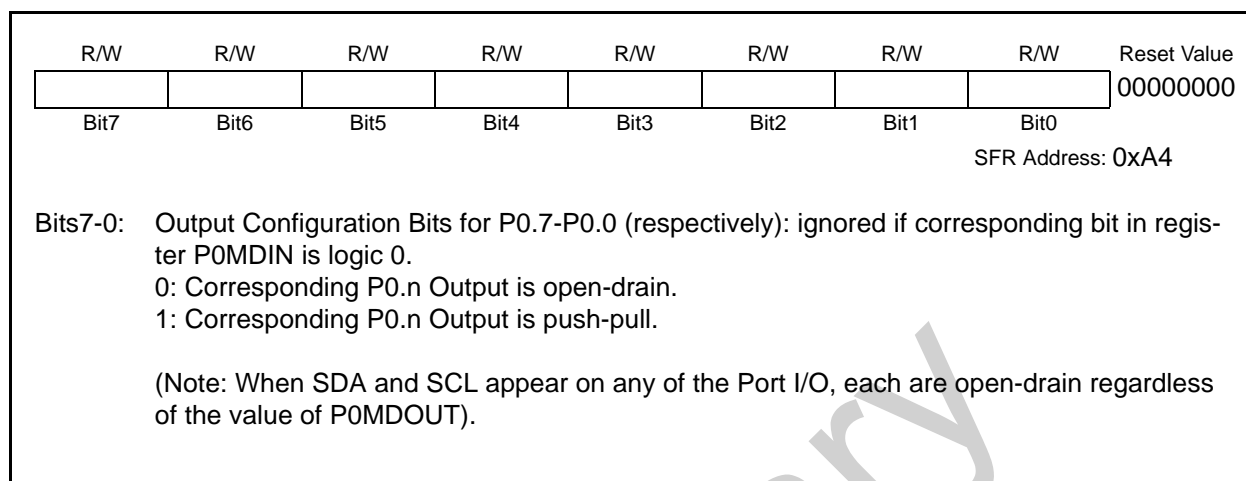 R/W R/W R/W R/W R/W R/W R/W R/W Reset Value
00000000
Bit7 Bit6 Bit5 Bit4 Bit3 Bit2 Bit1 Bit0
SFR Address: 0xA4
Bits7-0: Output Configuration Bits for P0.7-P0.0 (respectively): ignored if corresponding bit in regis-
ter P0MDIN is logic 0.
0: Corresponding P0.n Output is open-drain.
1: Corresponding P0.n Output is push-pull.
(Note: When SDA and SCL appear on any of the Port I/O, each are open-drain regardless
of the value of P0MDOUT).